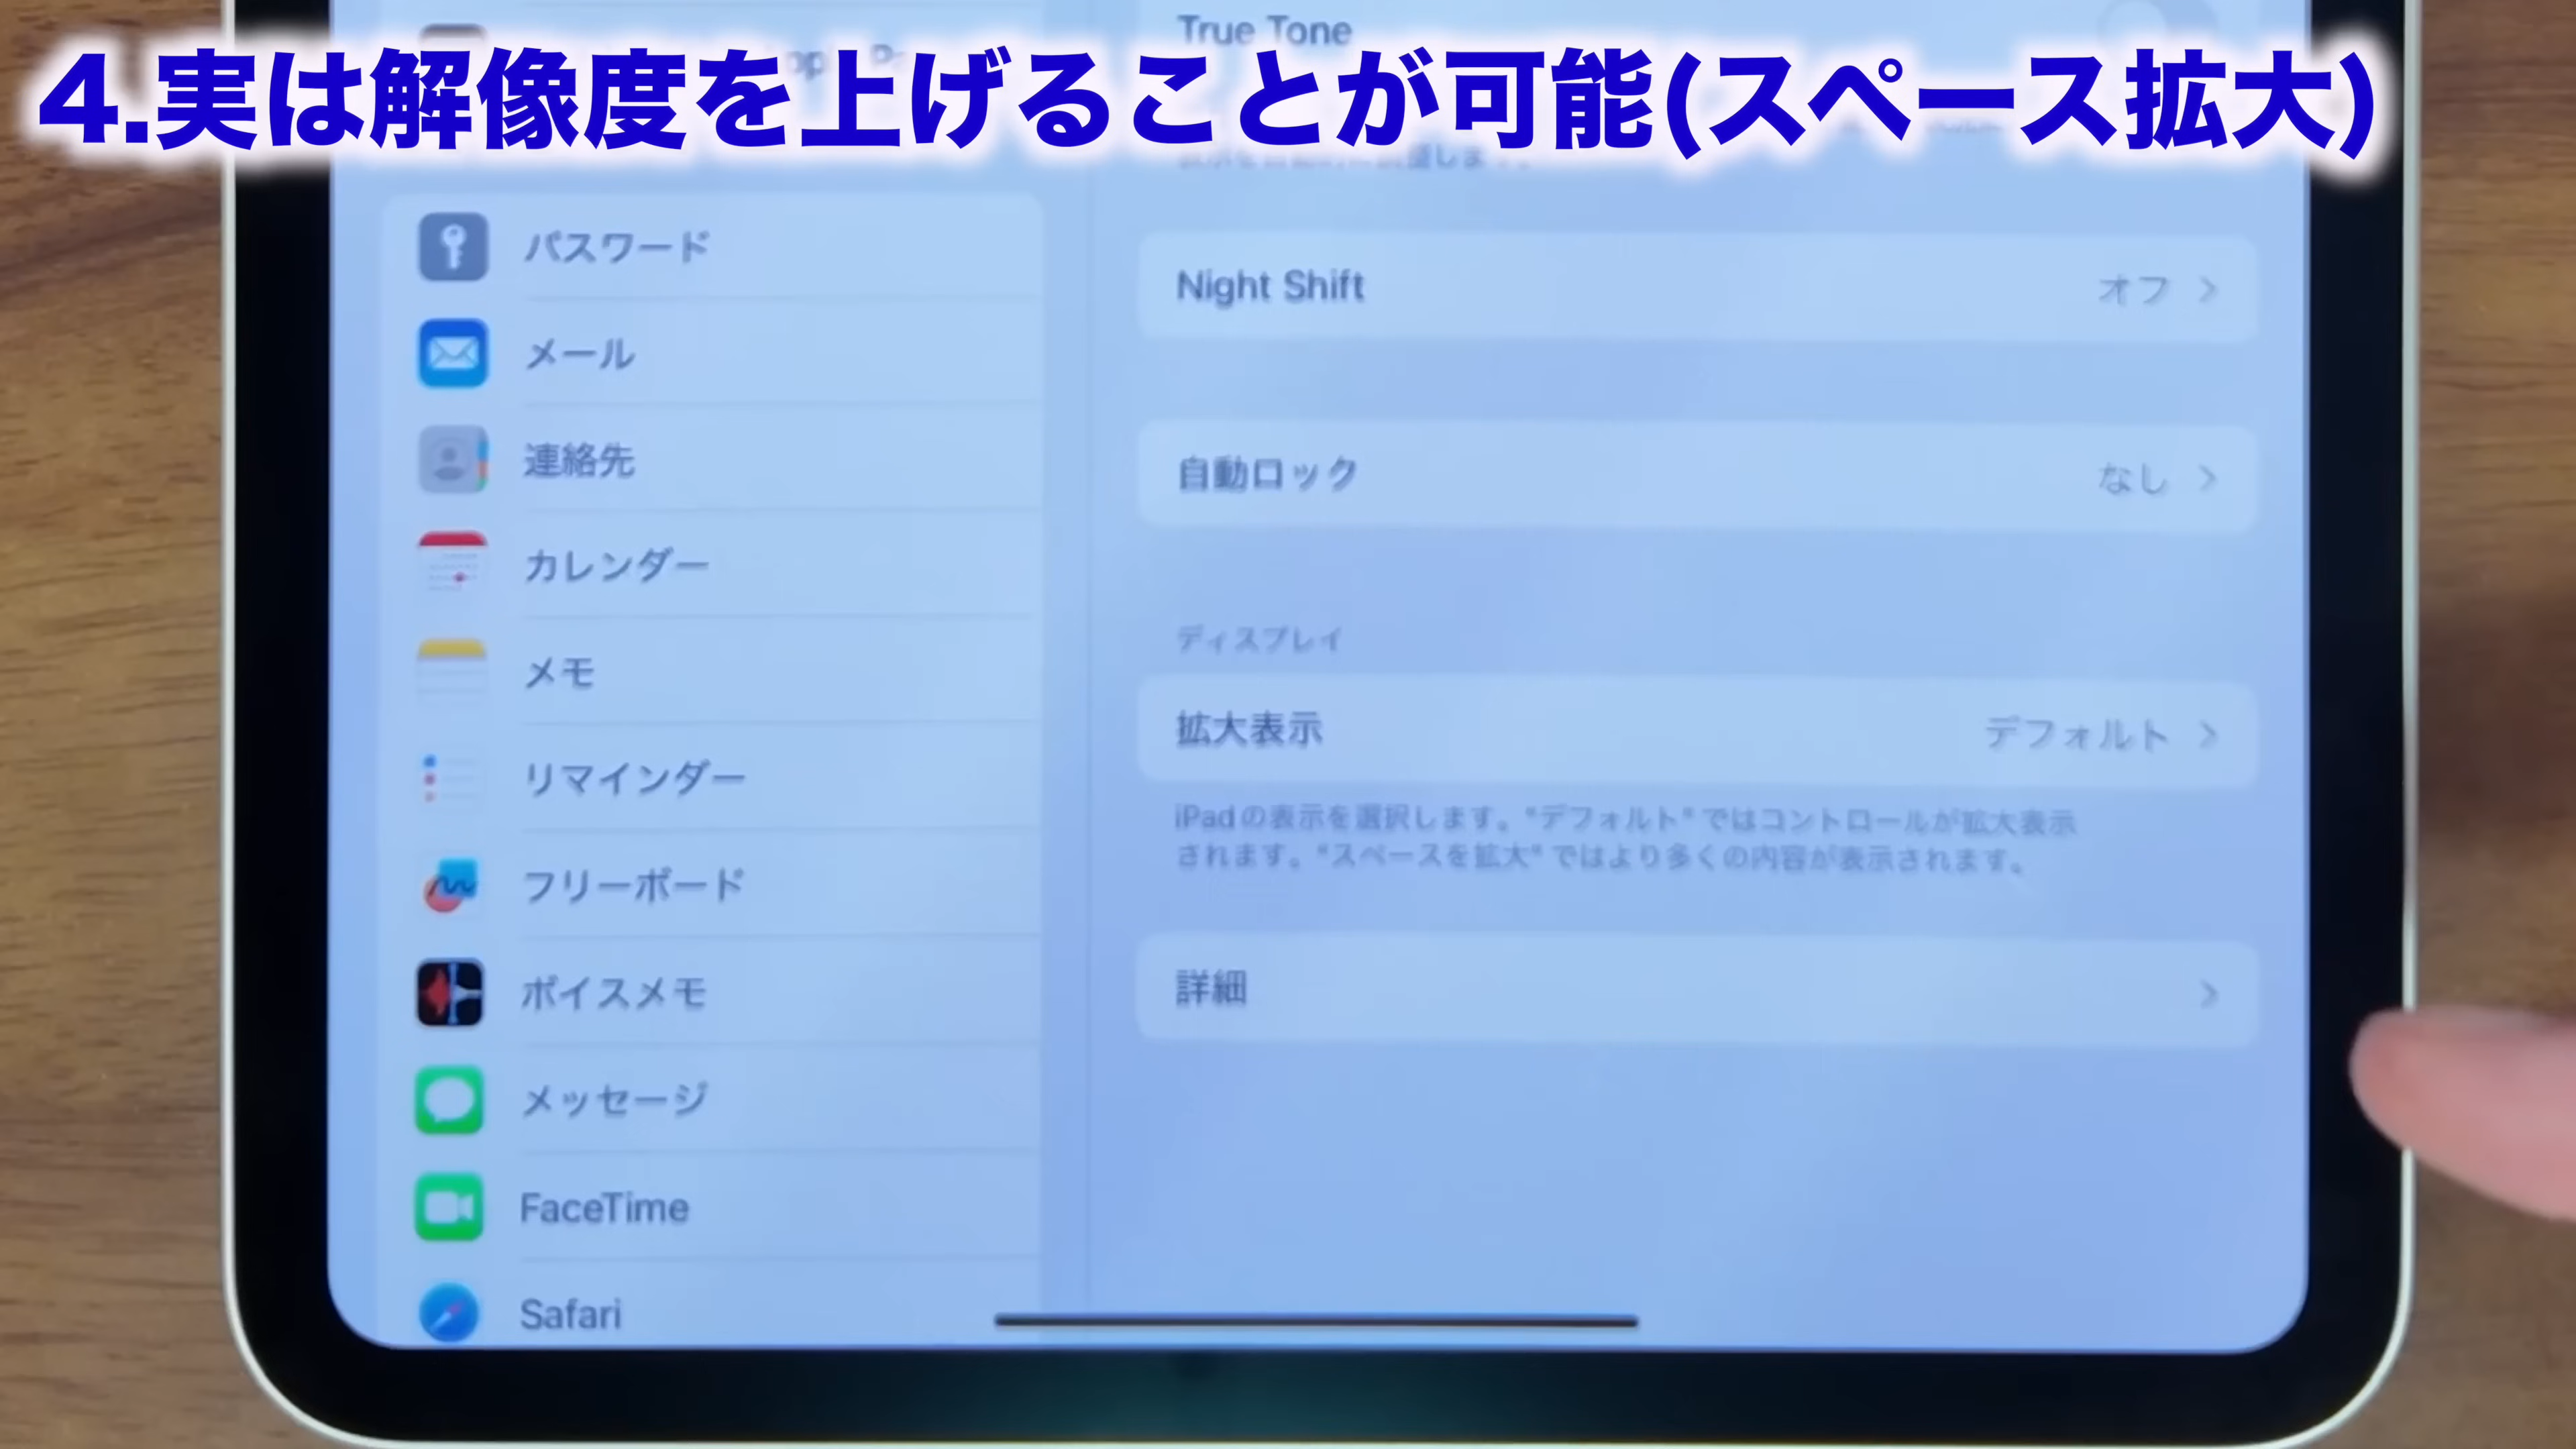 True Tone
4.実は解像度を上げることが可能(スペース拡大)
パスワード
メール
連絡先
カレンダー
メモ
リマインダー
フリーボード
ボイスメモ
メッセージ
FaceTime
Safari
Night Shift オフ
自動ロック なし
ディスプレイ
拡大表示 デフォルト
iPadの表示を選択します。"デフォルト"ではコントロールが拡大表示
されます。"スペースを拡大"ではより多くの内容が表示されます。
詳細